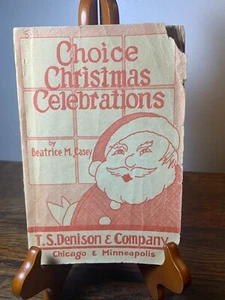 Choice
Christmas
Celebrations
by
Beatrice M. Casey
T.S. Denison & Company
Chicago & Minneapolis